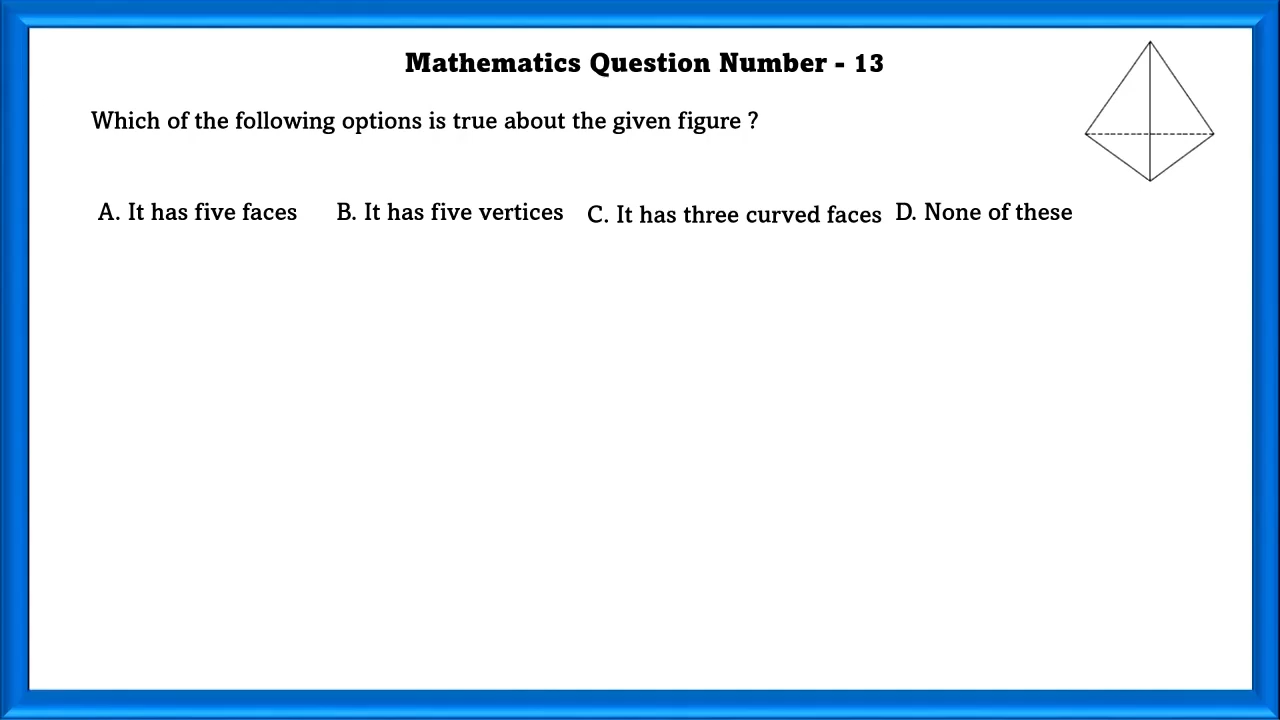 Mathematics Question Number - 13
Which of the following options is true about the given figure ?
A. It has five faces B. It has five vertices C. It has three curved faces D. None of these